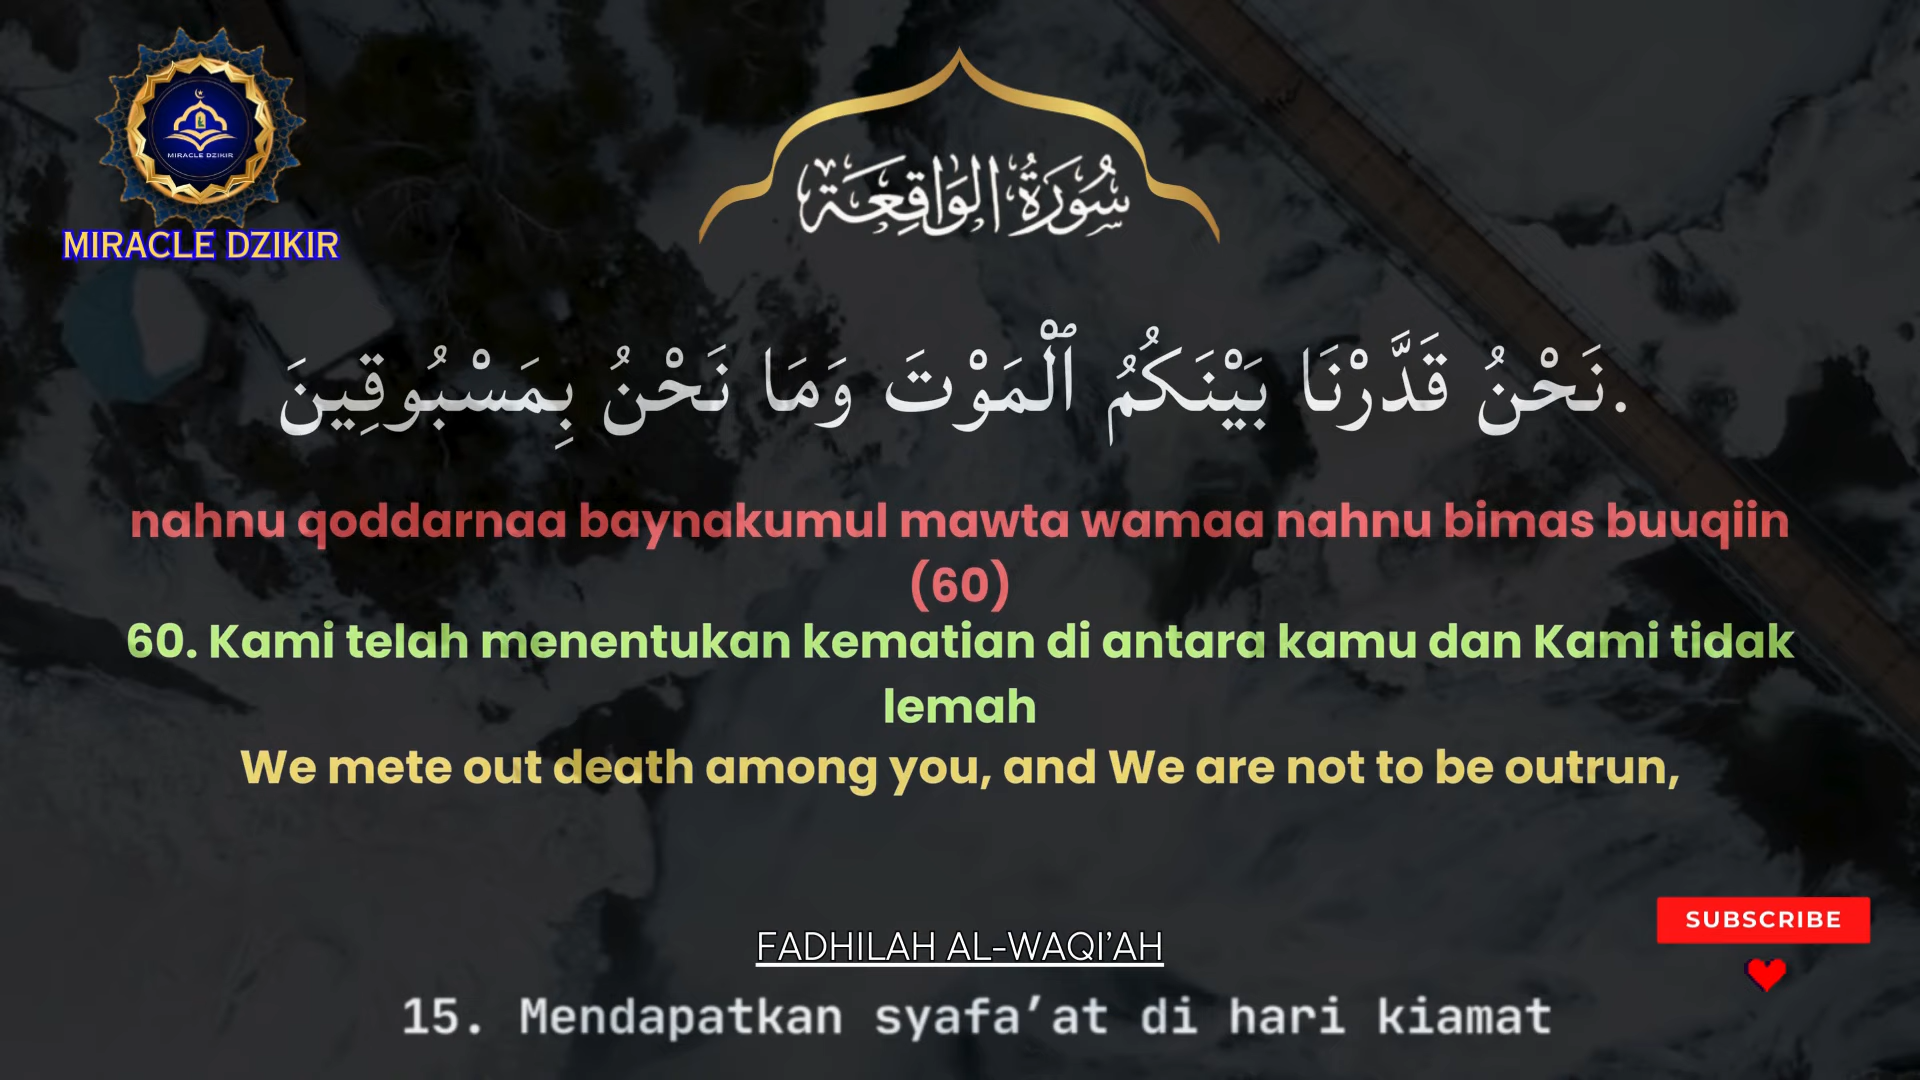 MIRACLE DZIKIR
MIRACLE DZIKIR
سُورَةُ الوَاقِعَة
نَحْنُ قَدَّرْنَا بَيْنَكُمُ ٱلْمَوْتَ وَمَا نَحْنُ بِمَسْبُوقِينَ.
nahnu qoddarnaa baynakumul mawta wamaa nahnu bimas buuqiin
(60)
60. Kami telah menentukan kematian di antara kamu dan Kami tidak
lemah
We mete out death among you, and We are not to be outrun,
SUBSCRIBE
FADHILAH AL-WAQI’AH
15. Mendapatkan syafa’at di hari kiamat